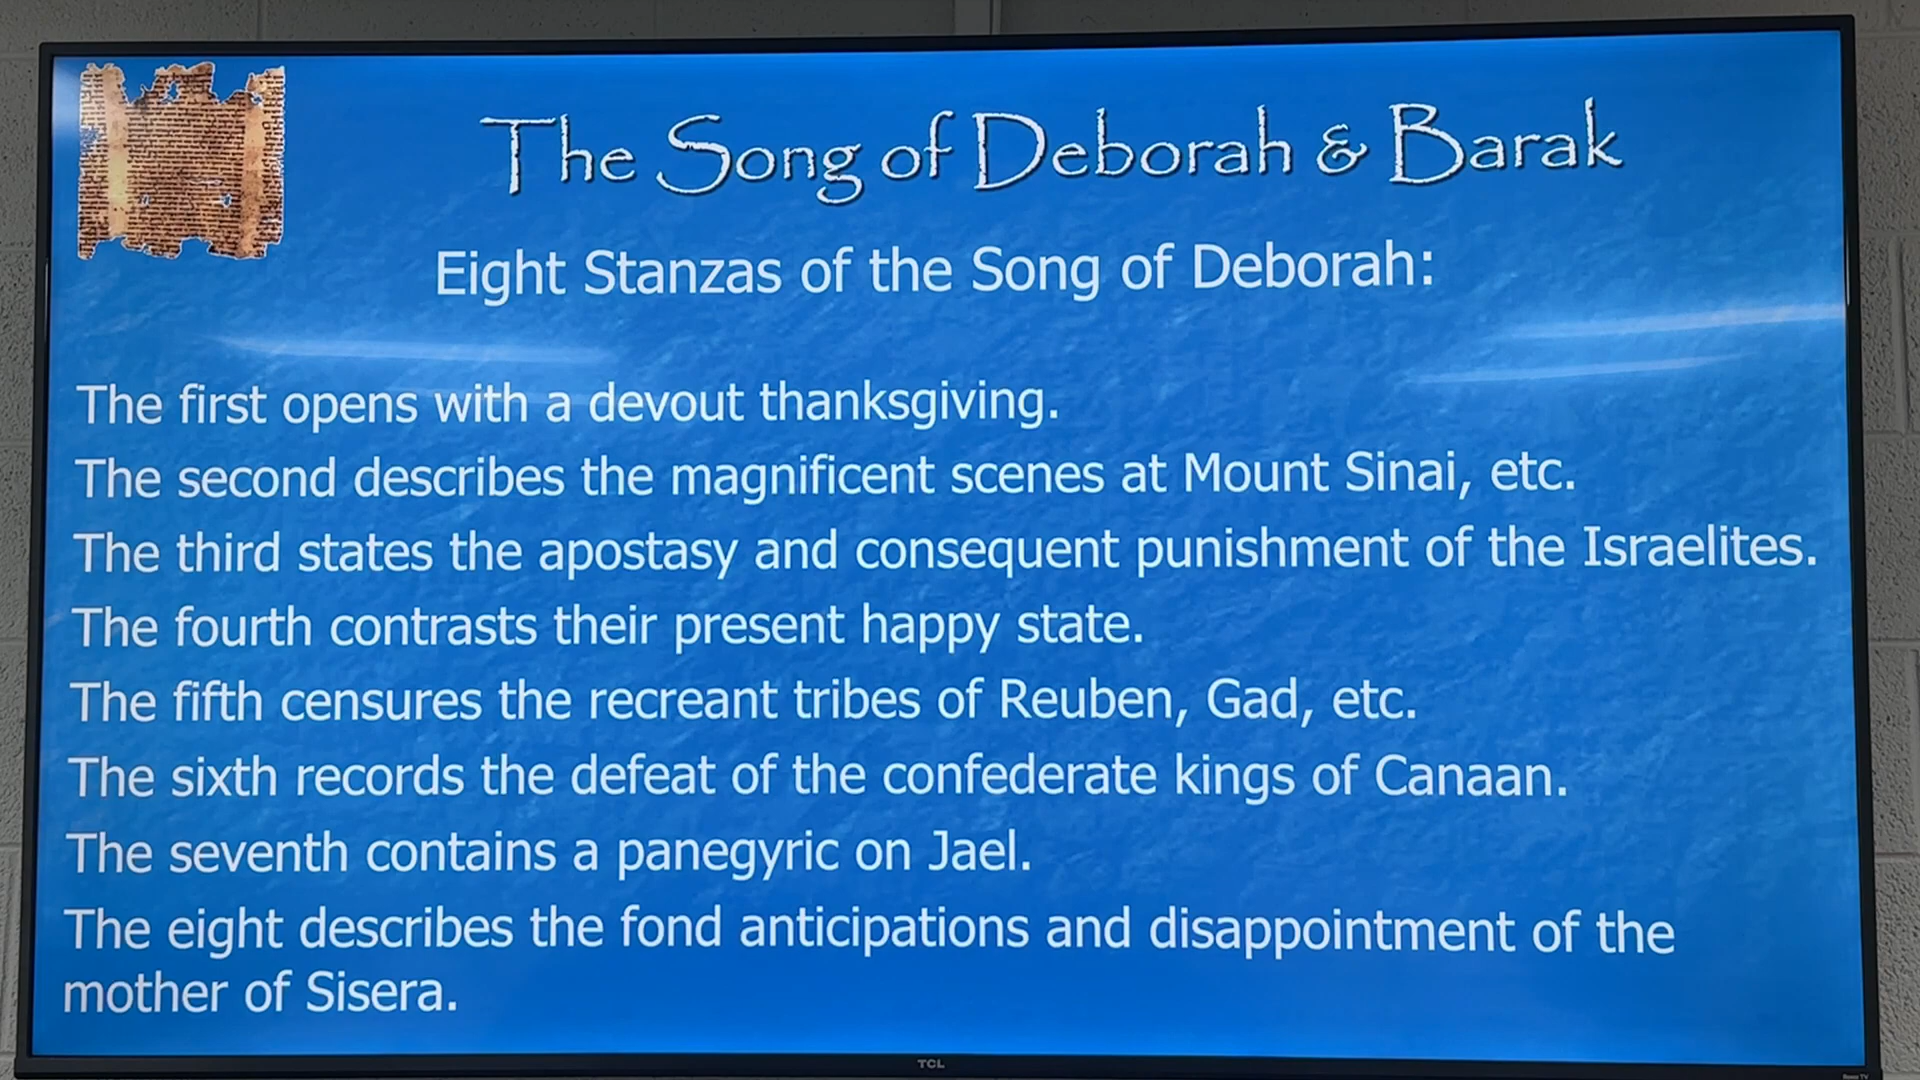 The Song of Deborah & Barak
Eight Stanzas of the Song of Deborah:
The first opens with a devout thanksgiving.
The second describes the magnificent scenes at Mount Sinai, etc.
The third states the apostasy and consequent punishment of the Israelites.
The fourth contrasts their present happy state.
The fifth censures the recreant tribes of Reuben, Gad, etc.
The sixth records the defeat of the confederate kings of Canaan.
The seventh contains a panegyric on Jael.
The eight describes the fond anticipations and disappointment of the
mother of Sisera.
TCL
Roku TV